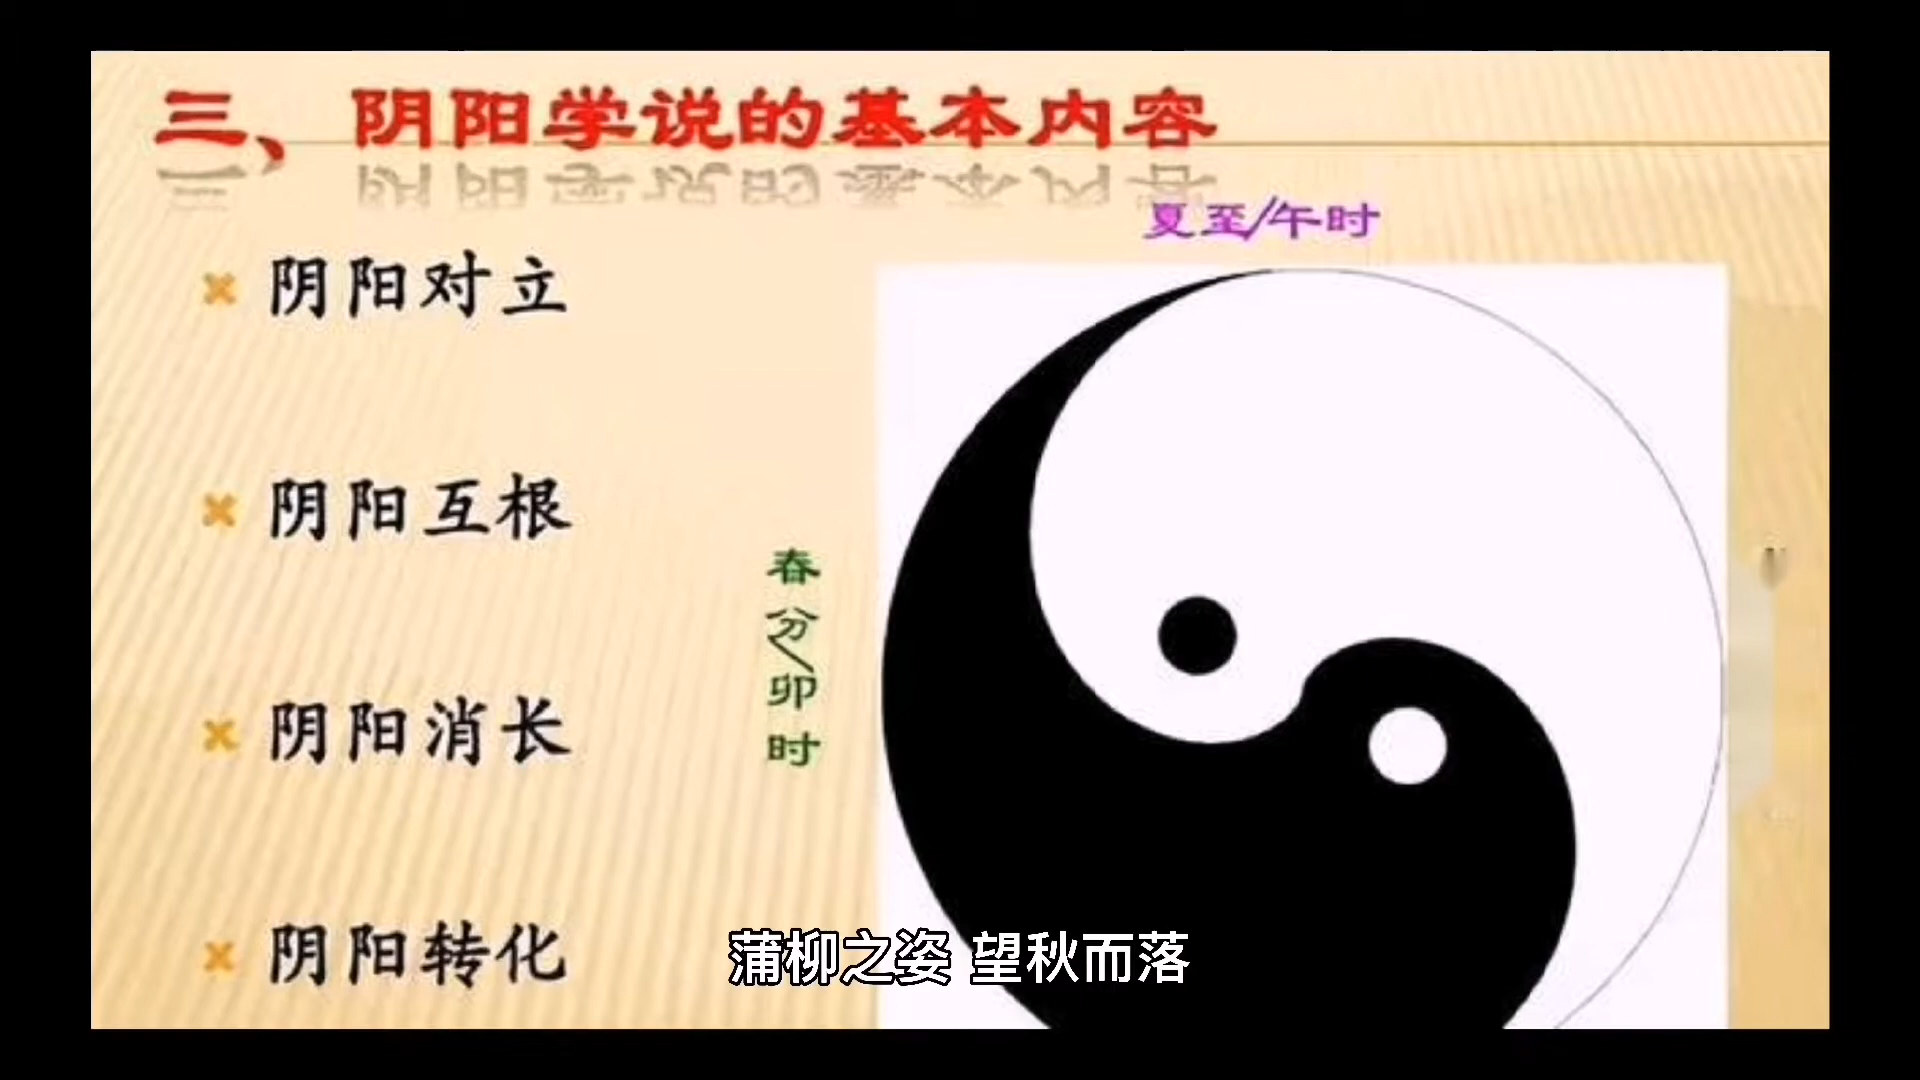 三、阴阳学说的基本内容
夏至/午时
阴阳对立
阴阳互根
春分/卯时
阴阳消长
阴阳转化
蒲柳之姿 望秋而落